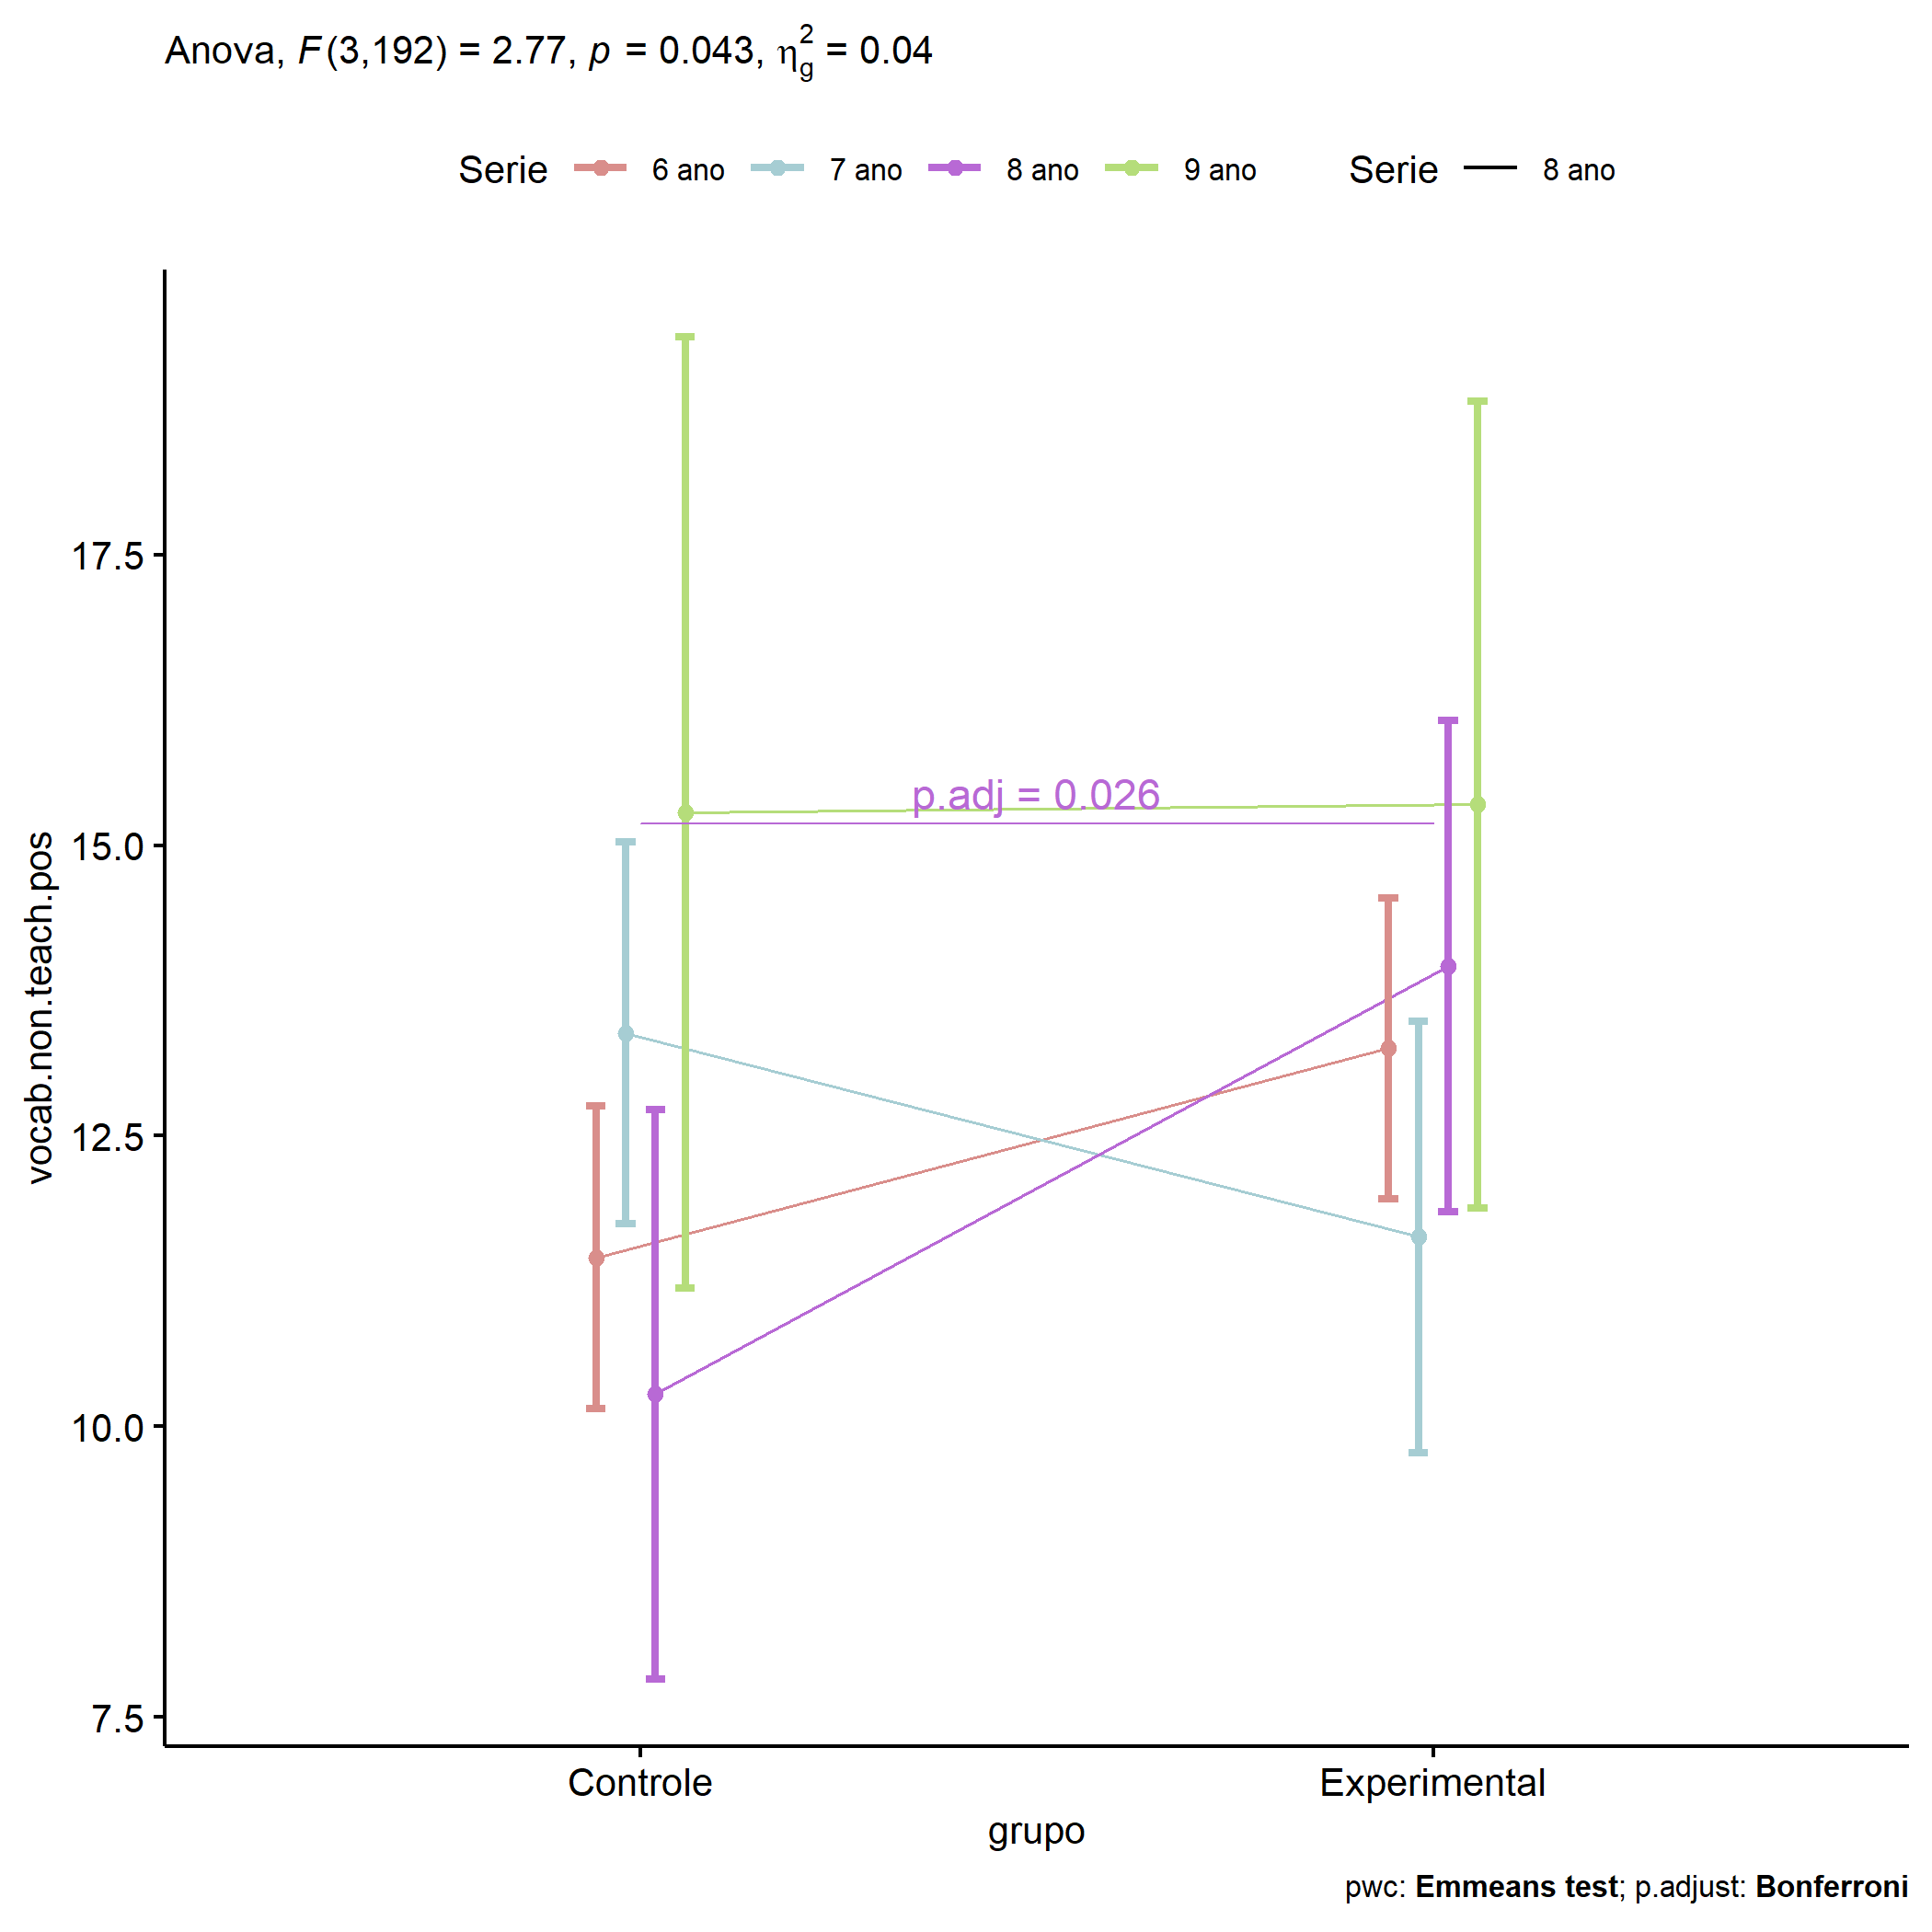 Anova, F(3,192) = 2.77, p = 0.043, η²g = 0.04
Serie 6 ano 7 ano 8 ano 9 ano Serie 8 ano
17.5
15.0
12.5
10.0
7.5
vocab.non.teach.pos
p.adj = 0.026
Controle Experimental
grupo
pwc: Emmeans test; p.adjust: Bonferroni